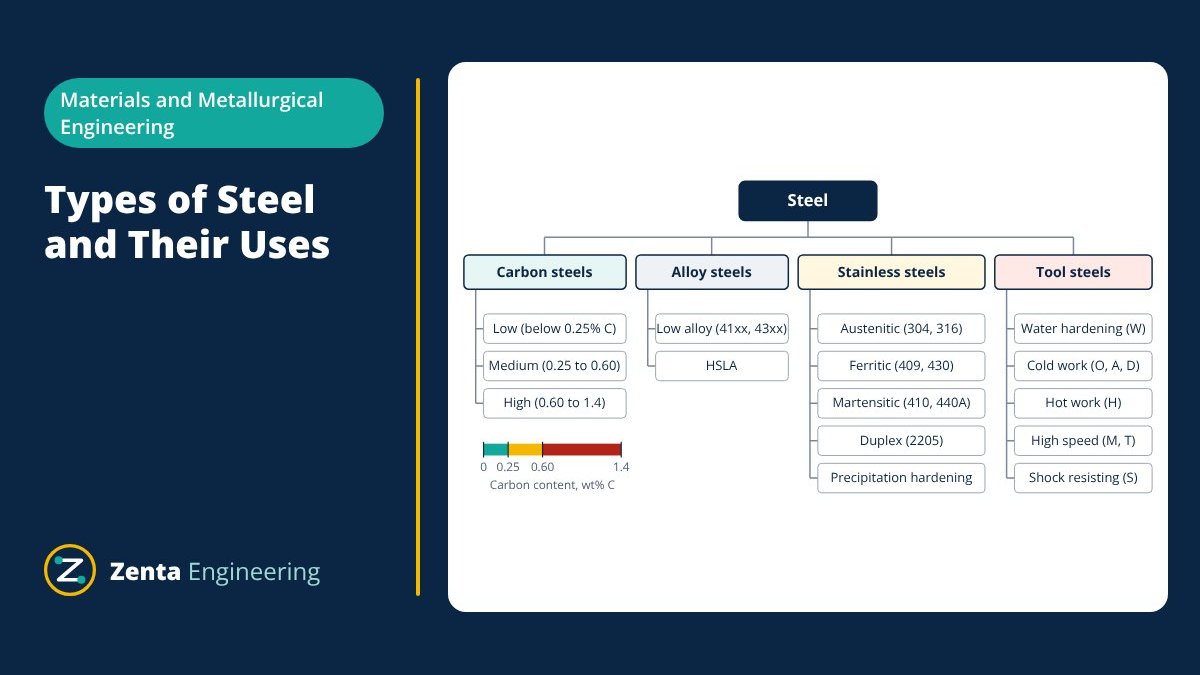 Materials and Metallurgical
Engineering
Types of Steel
and Their Uses
Zenta Engineering
Steel
Carbon steels
Low (below 0.25% C)
Medium (0.25 to 0.60)
High (0.60 to 1.4)
0 0.25 0.60 1.4
Carbon content, wt% C
Alloy steels
Low alloy (41xx, 43xx)
HSLA
Stainless steels
Austenitic (304, 316)
Ferritic (409, 430)
Martensitic (410, 440A)
Duplex (2205)
Precipitation hardening
Tool steels
Water hardening (W)
Cold work (O, A, D)
Hot work (H)
High speed (M, T)
Shock resisting (S)